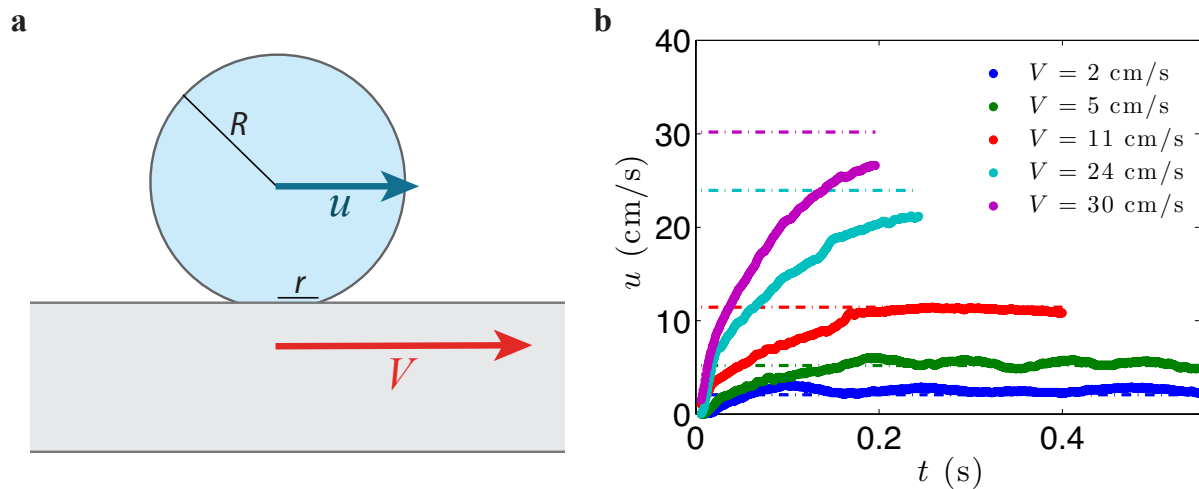 a
R
u
r
V
b
40
30
20
10
0
u (cm/s)
V = 2 cm/s
V = 5 cm/s
V = 11 cm/s
V = 24 cm/s
V = 30 cm/s
0
0.2
0.4
t (s)